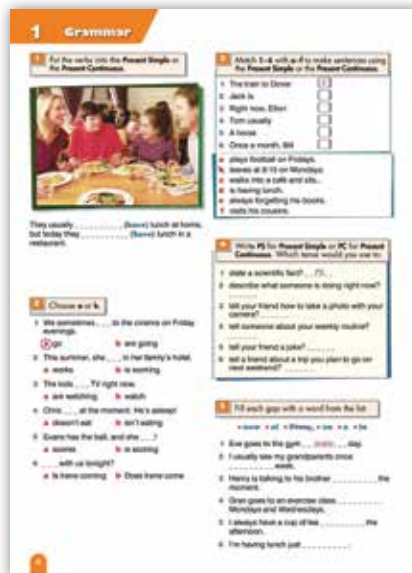 1 Grammar
1 Put the verbs into the Present Simple or
the Present Continuous.
They usually (have) lunch at home,
but today they (have) lunch in a
restaurant.
2 Choose a or b.
1 We sometimes ... to the cinema on Friday
evenings.
a go b are going
2 This summer, she ... in her family's hotel.
a works b is working
3 The kids ... TV right now.
a are watching b watch
4 Chris ... at the moment. He's asleep!
a doesn't eat b isn't eating
5 Evans has the ball, and she ... !
a scores b is scoring
6 ... with us tonight?
a Is Irene coming b Does Irene come
3 Match 1-6 with a-f to make sentences using
the Present Simple or the Present Continuous.
1 The train to Dover
2 Jack is
3 Right now, Ellen
4 Tom usually
5 A horse
6 Once a month, Bill
a plays football on Fridays.
b leaves at 8:15 on Mondays.
c walks into a café and sits...
d is having lunch.
e always forgetting his books.
f visits his cousins.
4 Write PS for Present Simple or PC for Present
Continuous. Which tense would you use to:
1 state a scientific fact? PS
2 describe what someone is doing right now?
3 tell your friend how to take a photo with your
camera?
4 tell someone about your weekly routine?
5 tell your friend a joke?
6 tell a friend about a trip you plan to go on
next weekend?
5 Fill each gap with a word from the list.
• now • at • every • on • a • in
1 Eve goes to the gym every day.
2 I usually see my grandparents once
week.
3 Henry is talking to his brother the
moment.
4 Gran goes to an exercise class
Mondays and Wednesdays.
5 I always have a cup of tea the
afternoon.
6 I'm having lunch just .